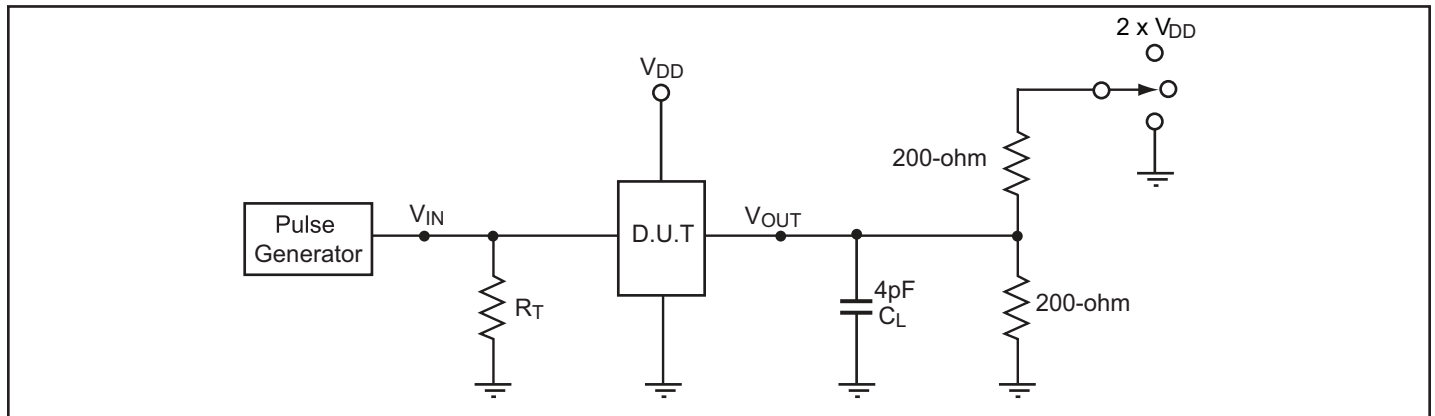 2 x VDD
VDD
200-ohm
Pulse
Generator
VIN
D.U.T
VOUT
RT
4pF
CL
200-ohm